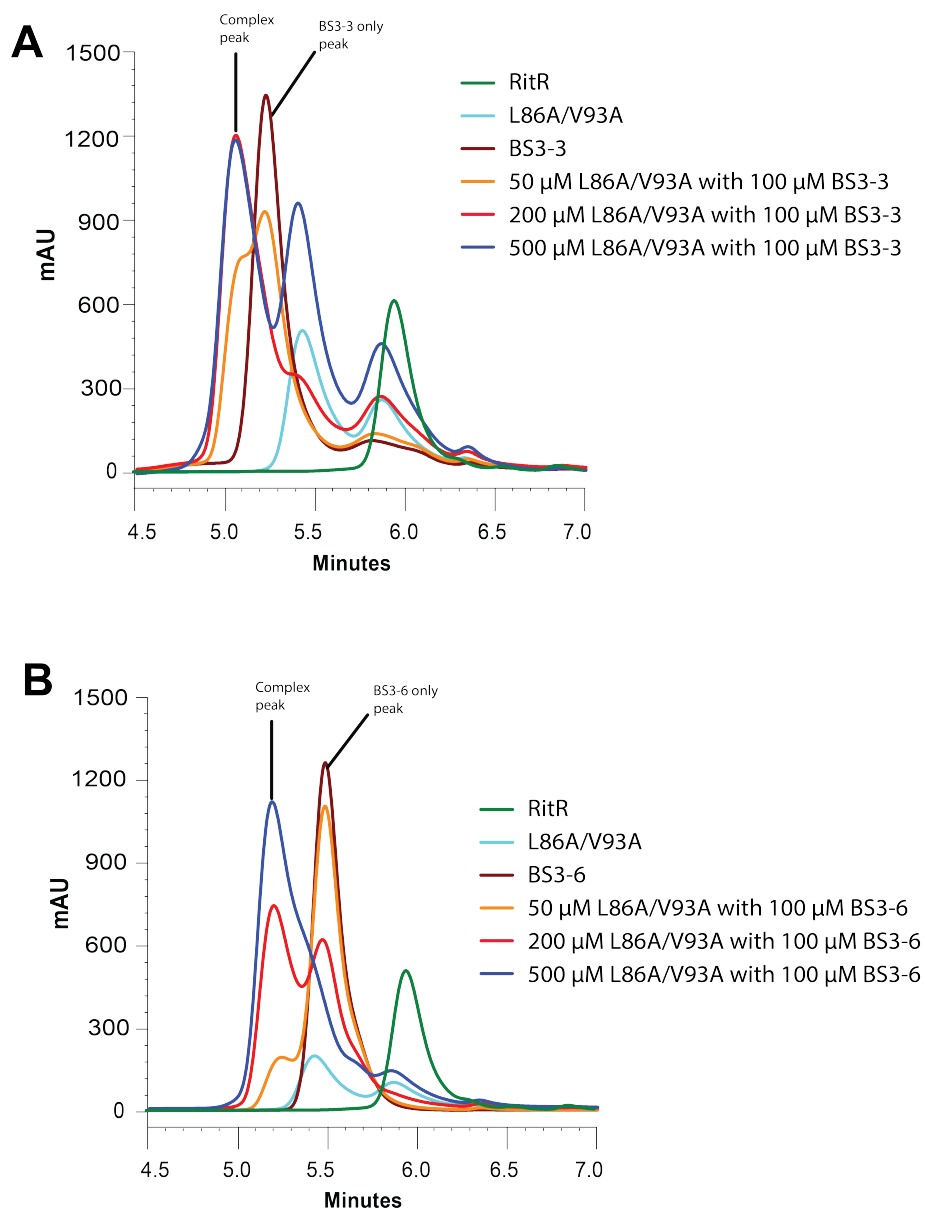 A
Complex
peak
BS3-3 only
peak
1500
1200
900
600
300
0
mAU
4.5 5.0 5.5 6.0 6.5 7.0
Minutes
RitR
L86A/V93A
BS3-3
50 µM L86A/V93A with 100 µM BS3-3
200 µM L86A/V93A with 100 µM BS3-3
500 µM L86A/V93A with 100 µM BS3-3
B
Complex
peak
BS3-6 only
peak
1500
1200
900
600
300
0
mAU
4.5 5.0 5.5 6.0 6.5 7.0
Minutes
RitR
L86A/V93A
BS3-6
50 µM L86A/V93A with 100 µM BS3-6
200 µM L86A/V93A with 100 µM BS3-6
500 µM L86A/V93A with 100 µM BS3-6